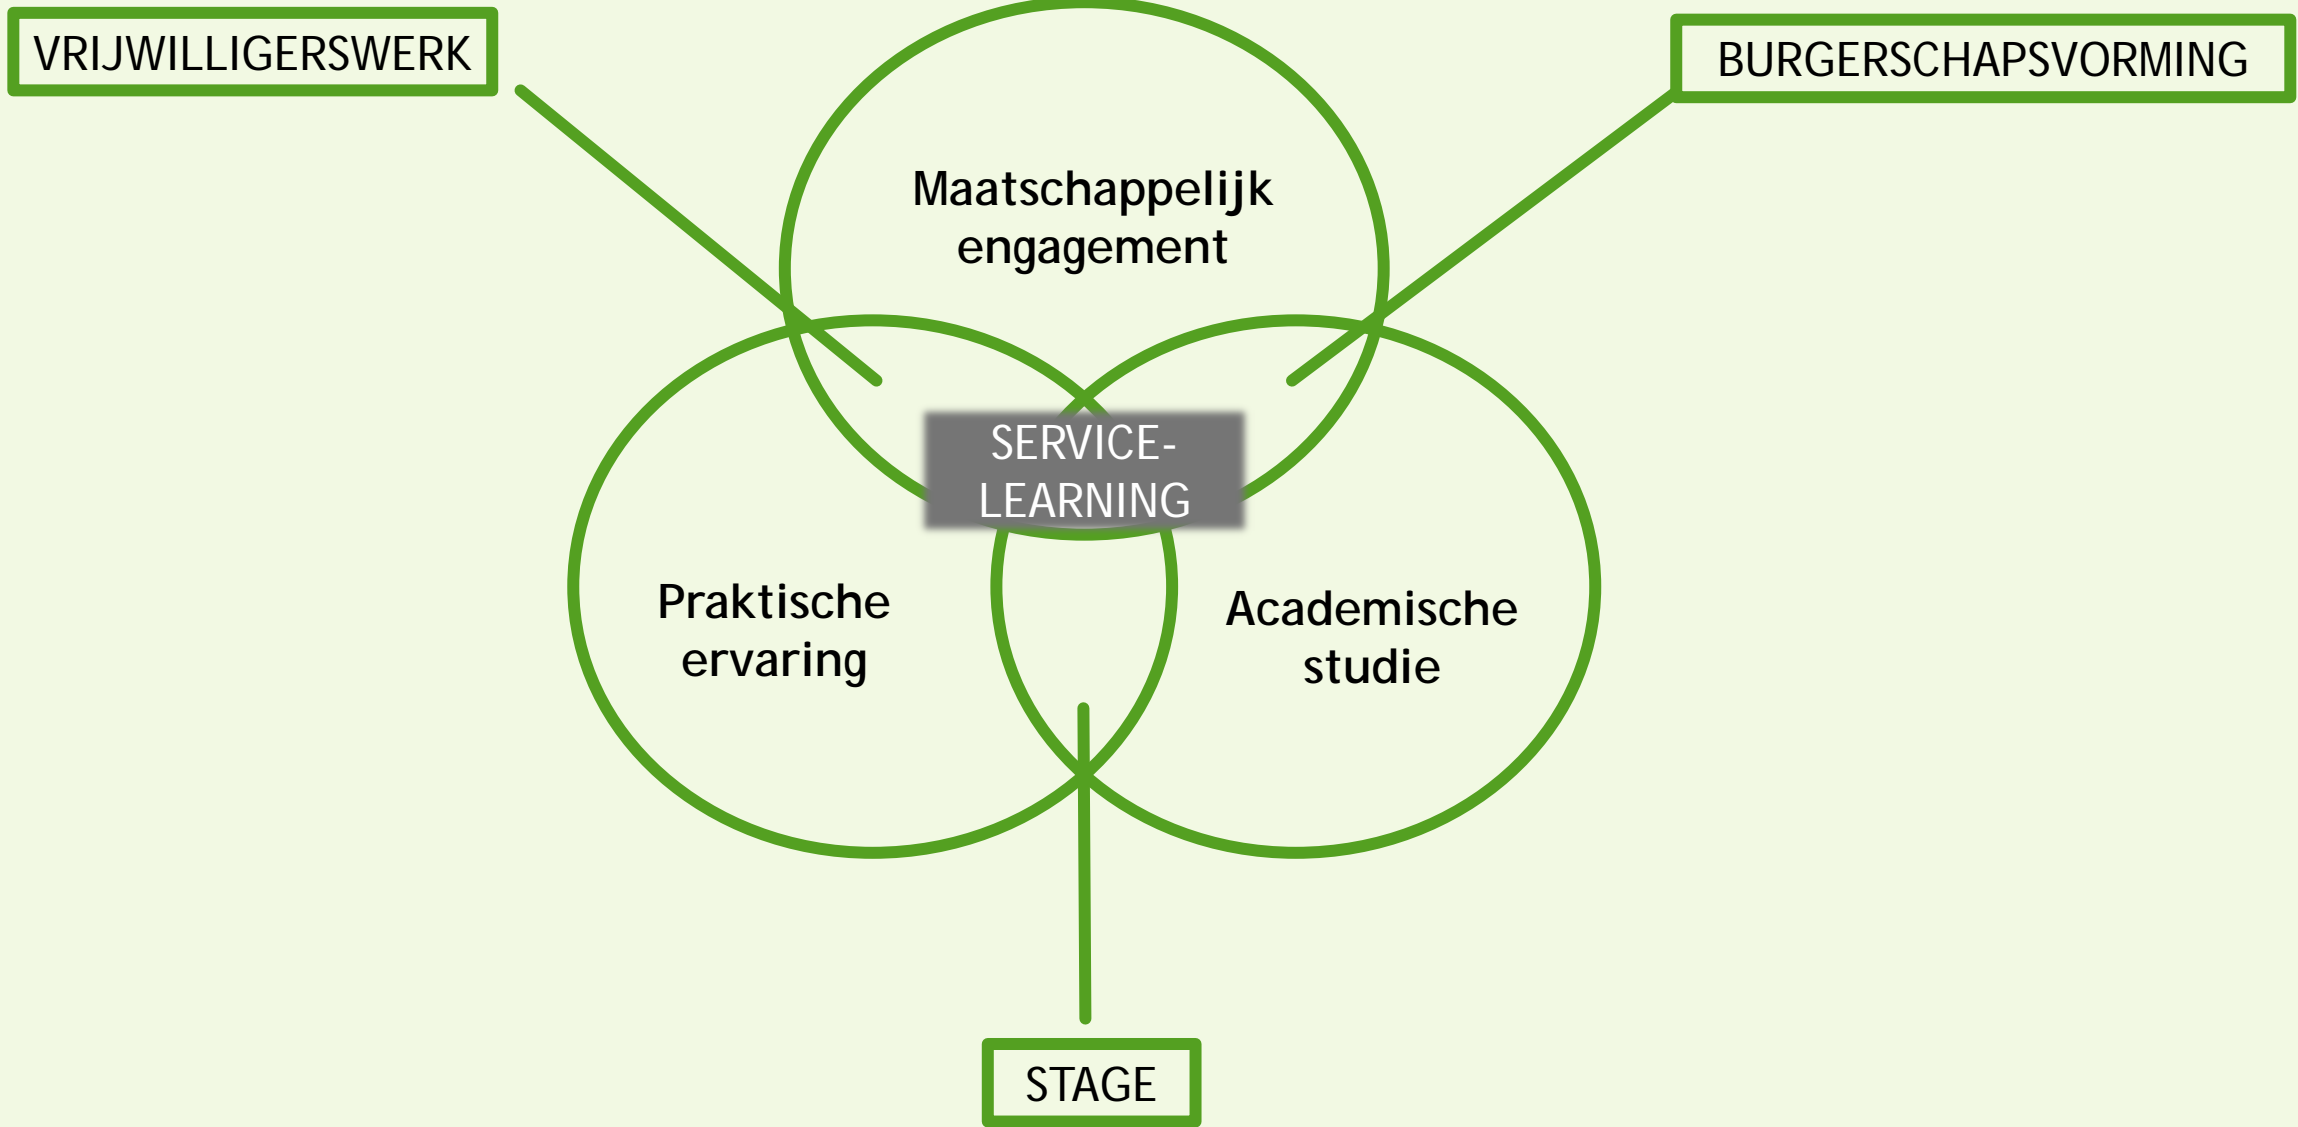 VRIJWILLIGERSWERK
BURGERSCHAPSVORMING
Maatschappelijk
engagement
SERVICE-
LEARNING
Praktische
ervaring
Academische
studie
STAGE